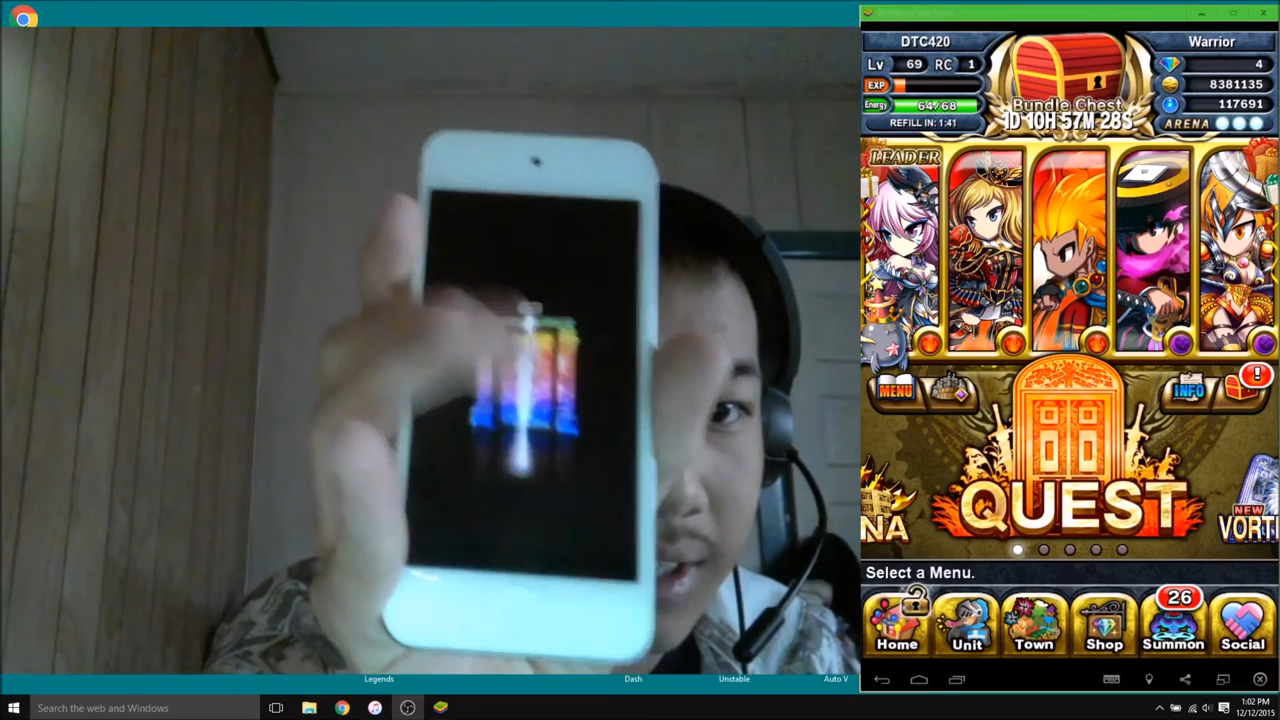 DTC420
Warrior
Lv 69 RC 1
4
EXP
8381135
Energy 64/68
117691
REFILL IN: 1:41
Bundle Chest
1D 10H 57M 28S
ARENA
LEADER
MENU
INFO
!
QUEST
NA
NEW
VORT
Select a Menu.
26
Home
Unit
Town
Shop
Summon
Social
Legends
Dash
Unstable
Auto V
Search the web and Windows
1:02 PM
12/12/2015